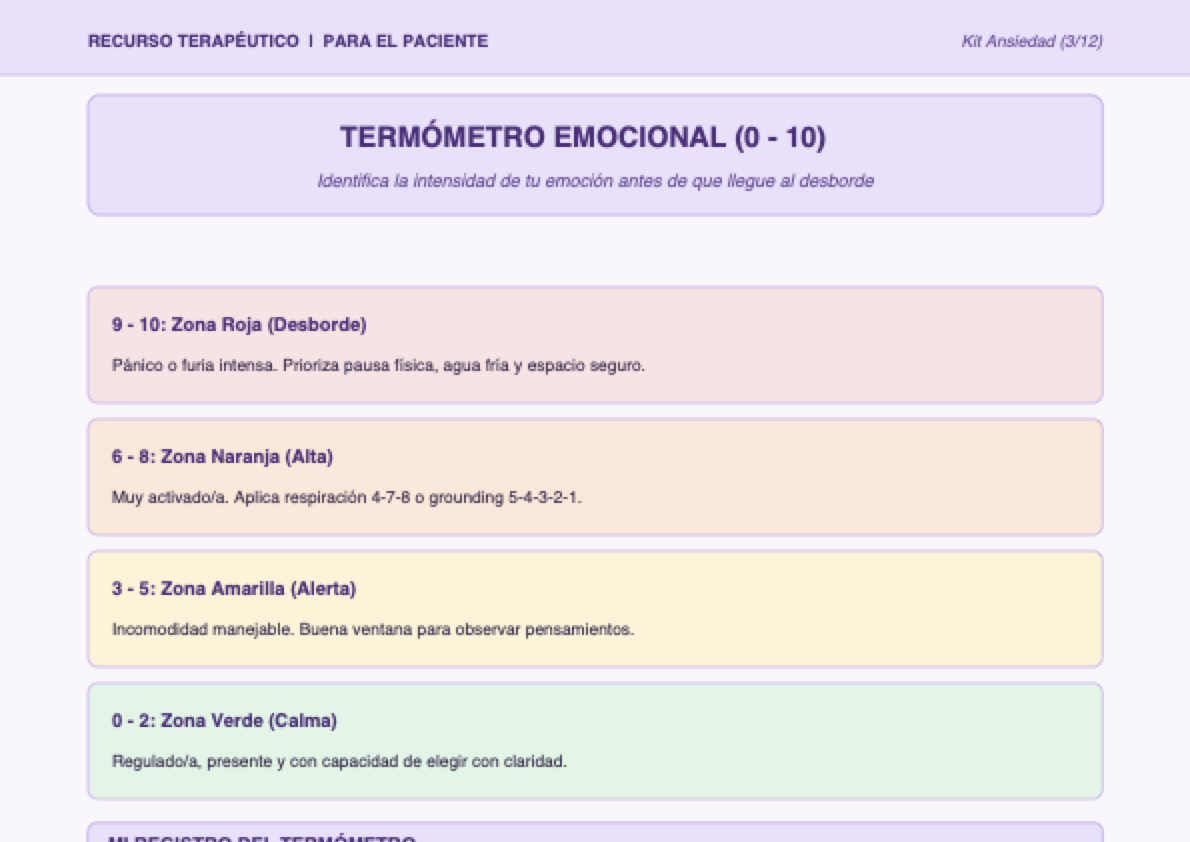 RECURSO TERAPÉUTICO | PARA EL PACIENTE
Kit Ansiedad (3/12)
TERMÓMETRO EMOCIONAL (0 - 10)
Identifica la intensidad de tu emoción antes de que llegue al desborde
9 - 10: Zona Roja (Desborde)
Pánico o furia intensa. Prioriza pausa física, agua fría y espacio seguro.
6 - 8: Zona Naranja (Alta)
Muy activado/a. Aplica respiración 4-7-8 o grounding 5-4-3-2-1.
3 - 5: Zona Amarilla (Alerta)
Incomodidad manejable. Buena ventana para observar pensamientos.
0 - 2: Zona Verde (Calma)
Regulado/a, presente y con capacidad de elegir con claridad.
MI REGISTRO DEL TERMÓMETRO